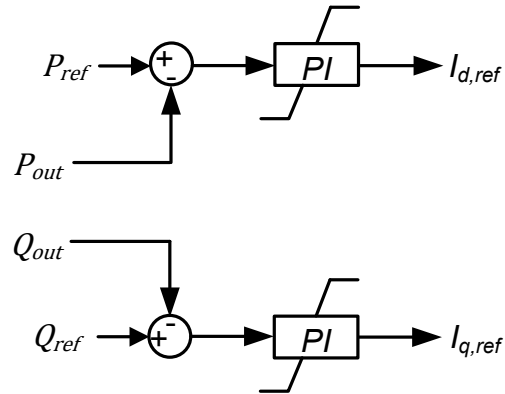 P_ref + - PI I_d,ref
P_out
Q_out
Q_ref + - PI I_q,ref